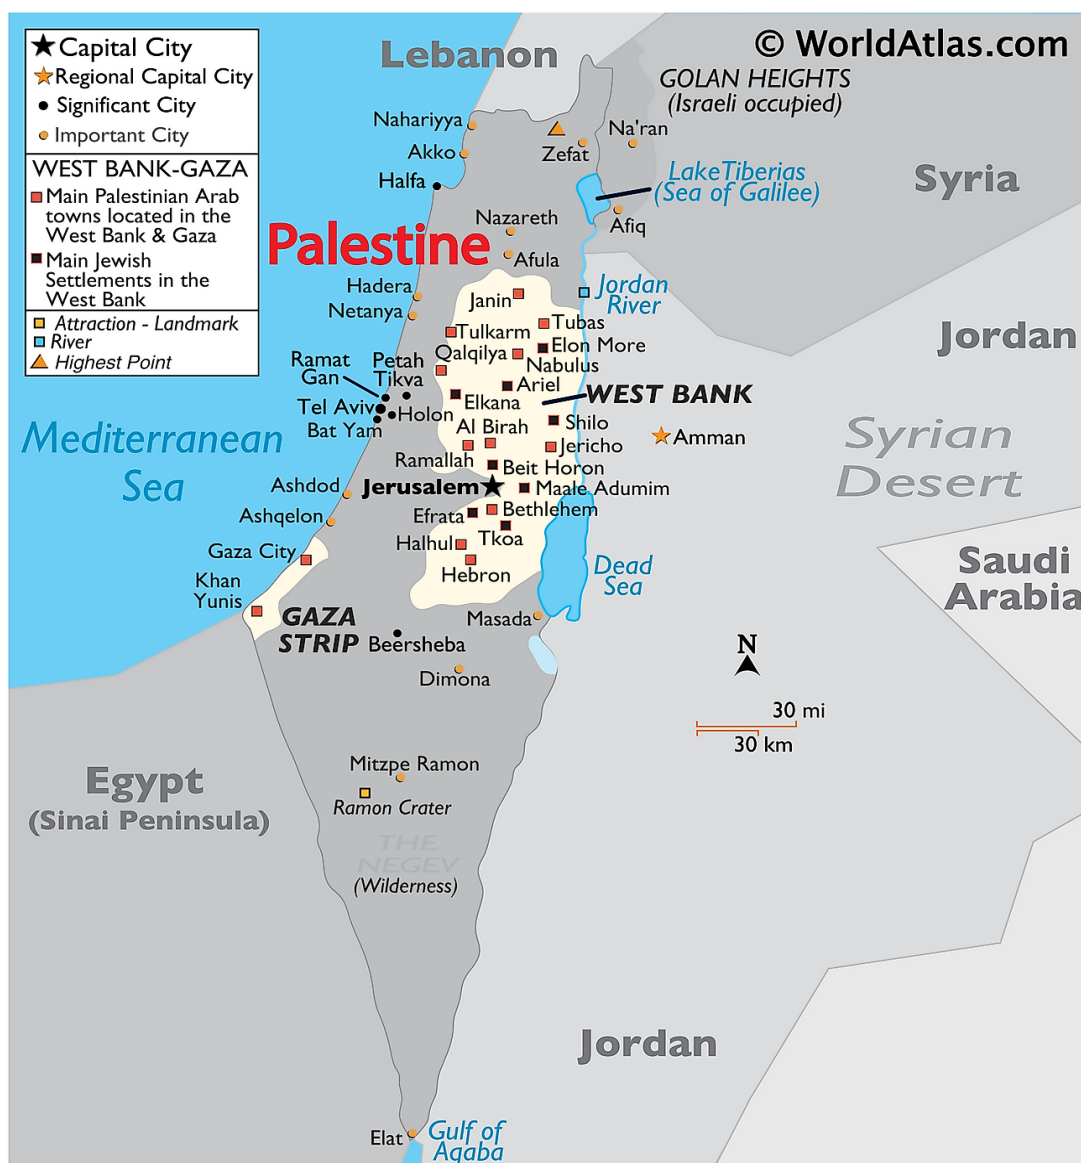 © WorldAtlas.com
Capital City
Regional Capital City
Significant City
Important City
WEST BANK-GAZA
Main Palestinian Arab
towns located in the
West Bank & Gaza
Main Jewish
Settlements in the
West Bank
Attraction - Landmark
River
Highest Point
Lebanon
GOLAN HEIGHTS
(Israeli occupied)
Nahariyya
Na'ran
Akko
Zefat
Halfa
Lake Tiberias
(Sea of Galilee)
Syria
Nazareth
Afiq
Palestine
Afula
Hadera
Janin
Jordan
River
Netanya
Tulkarm
Tubas
Jordan
Qalqilya
Elon More
Ramat
Gan
Petah
Tikva
Nabulus
Ariel
WEST BANK
Tel Aviv
Holon
Elkana
Bat Yam
Al Birah
Shilo
Mediterranean
Sea
Jericho
Amman
Syrian
Desert
Ramallah
Beit Horon
Ashdod
Jerusalem
Maale Adumim
Ashqelon
Efrata
Bethlehem
Gaza City
Halhul
Tkoa
Khan
Yunis
Hebron
Dead
Sea
Saudi
Arabia
GAZA
STRIP
Masada
Beersheba
Dimona
N
30 mi
30 km
Mitzpe Ramon
Ramon Crater
Egypt
(Sinai Peninsula)
THE
NEGEV
(Wilderness)
Jordan
Elat
Gulf of
Aqaba